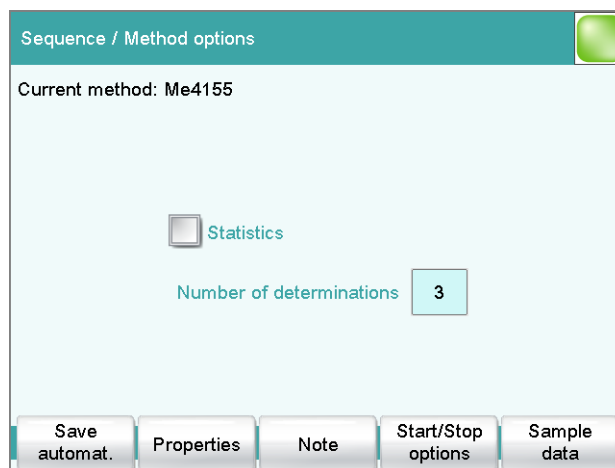 Sequence / Method options
Current method: Me4155
Statistics
Number of determinations 3
Save automat.
Properties
Note
Start/Stop options
Sample data